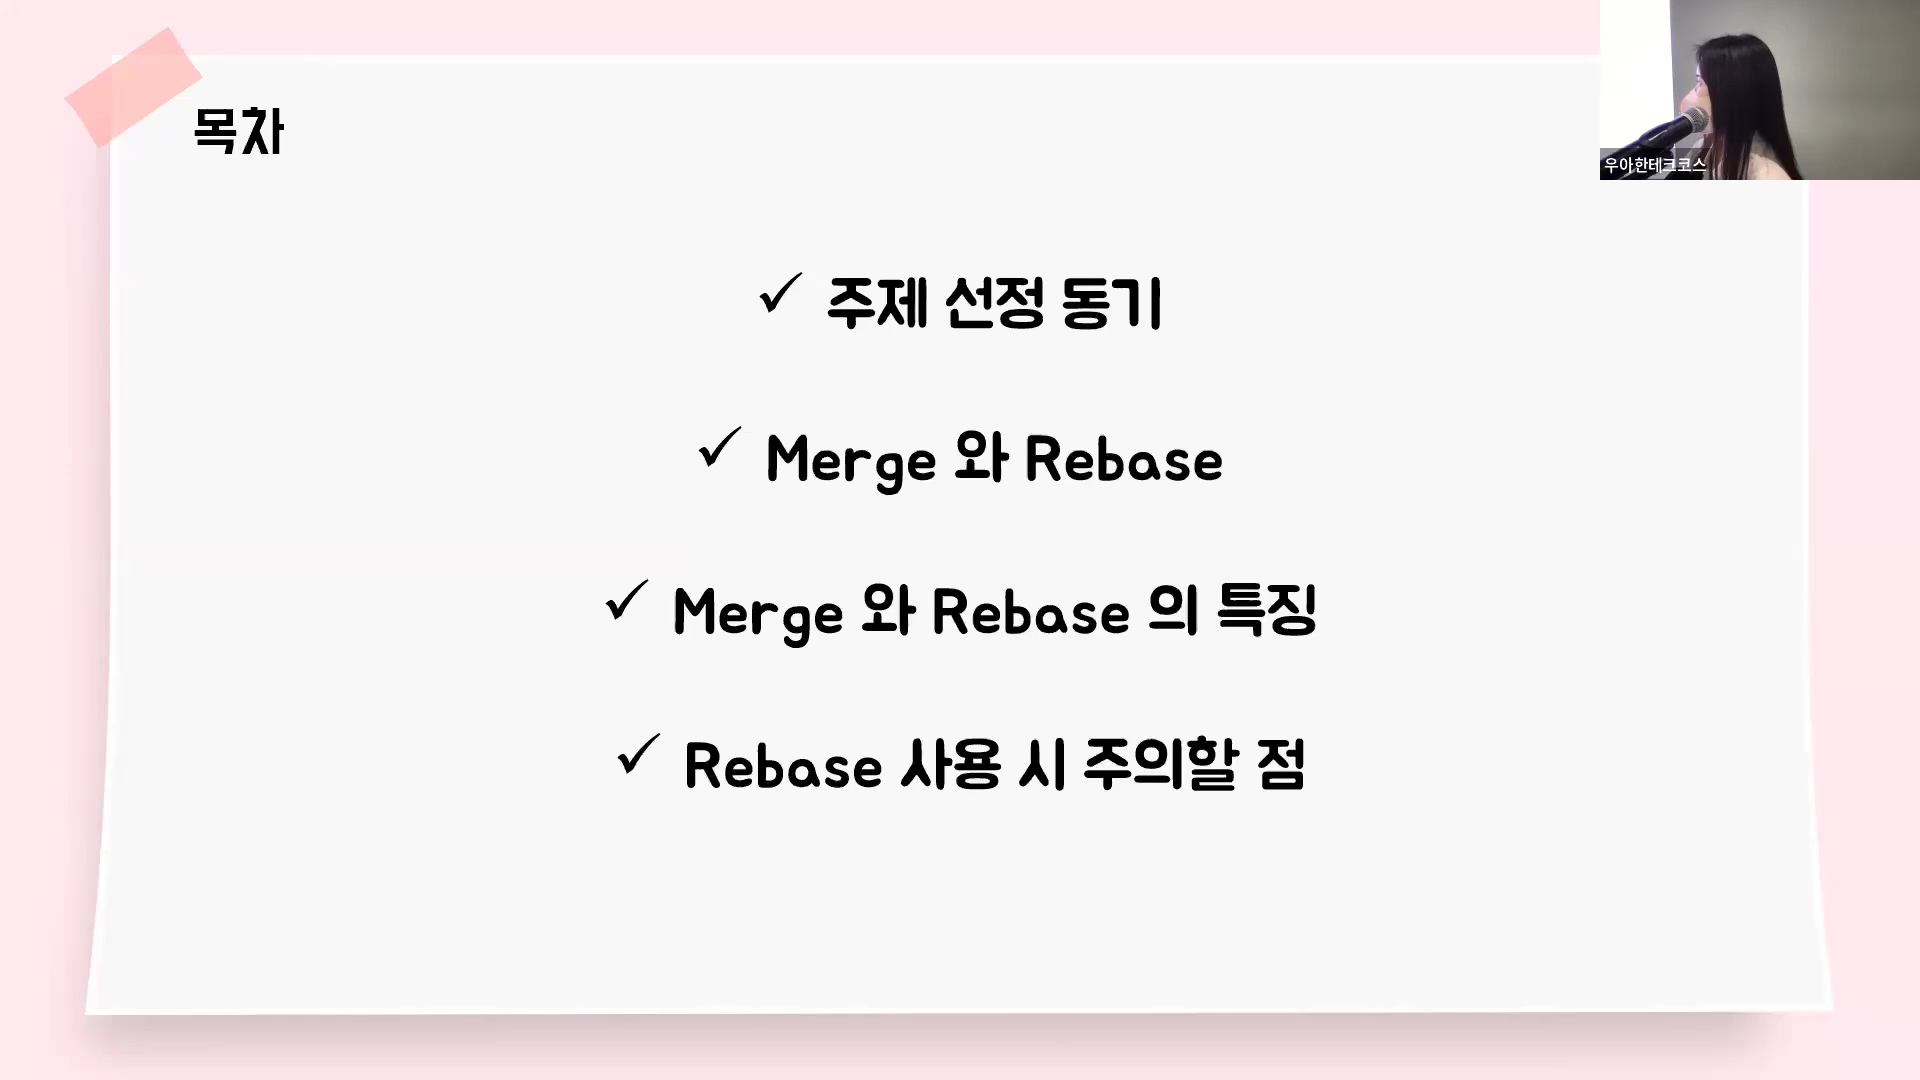 목차
우아한테크코스
✓ 주제 선정 동기
✓ Merge 와 Rebase
✓ Merge 와 Rebase 의 특징
✓ Rebase 사용 시 주의할 점